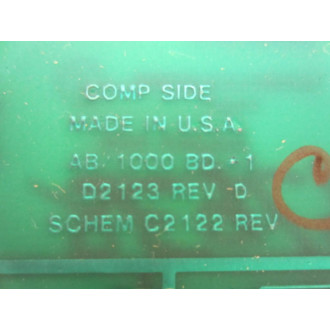 COMP SIDE
MADE IN U.S.A.
AB. 1000 BD. - 1
D2123 REV D
SCHEM C2122 REV